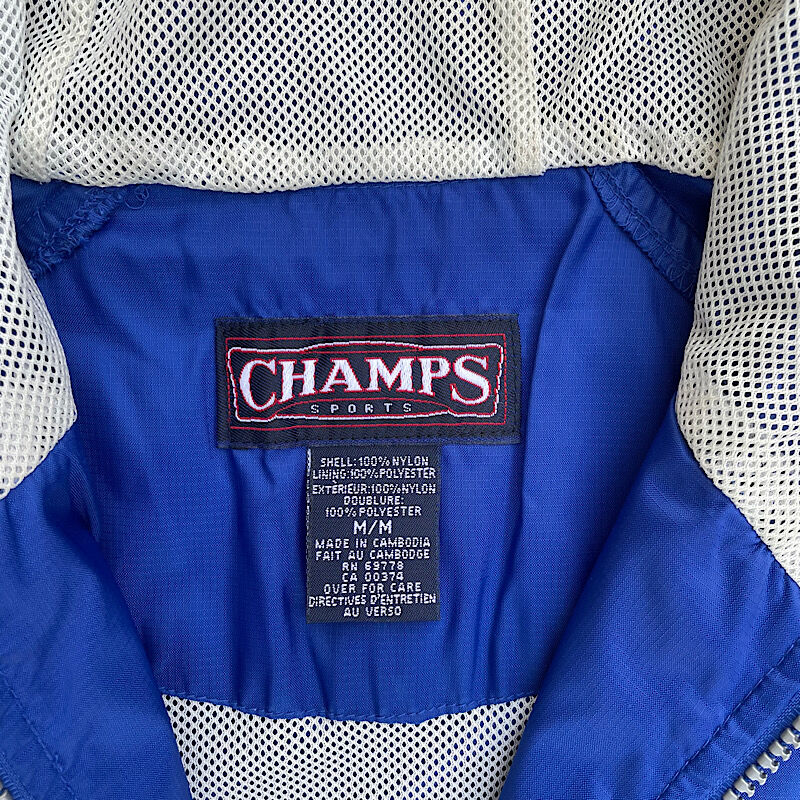 CHAMPS
SPORTS
SHELL:100% NYLON
LINING:100% POLYESTER
EXTÉRIEUR:100% NYLON
DOUBLURE:
100% POLYESTER
M/M
MADE IN CAMBODIA
FAIT AU CAMBODGE
RN 69778
CA 00374
OVER FOR CARE
DIRECTIVES D'ENTRETIEN
AU VERSO